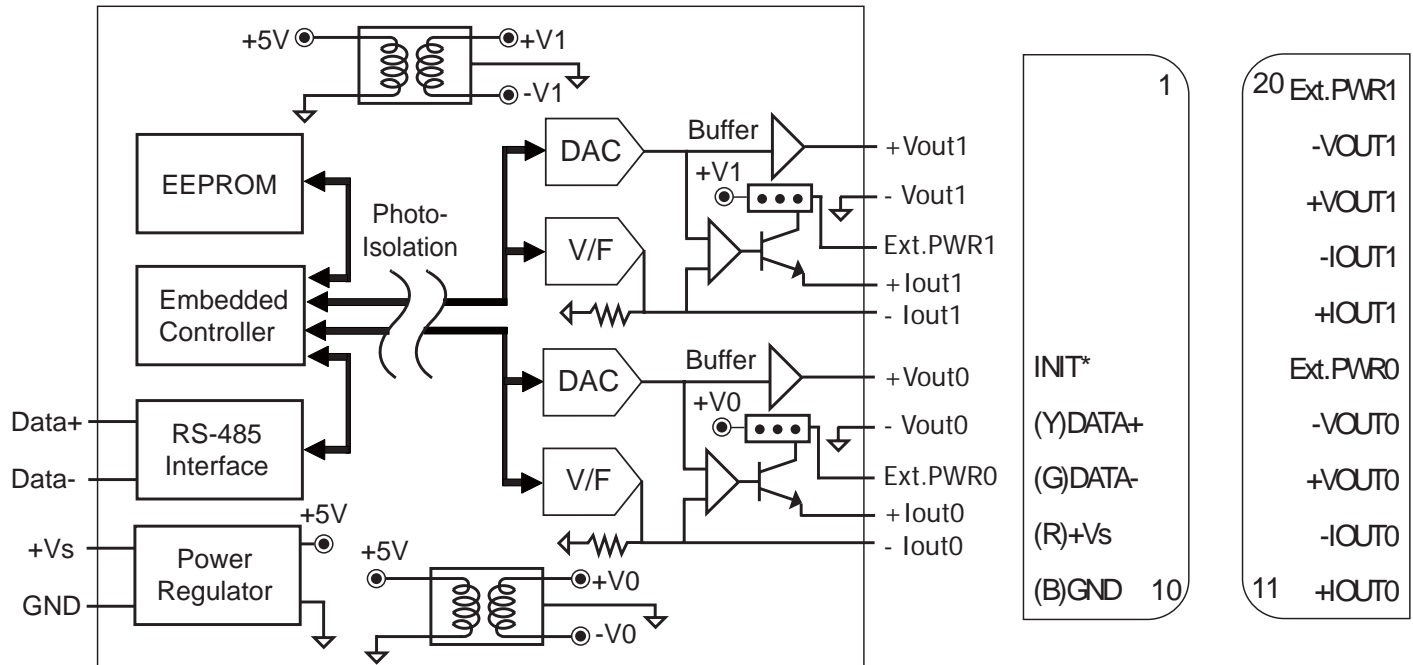 +5V
+V1
-V1
EEPROM
Photo-
Isolation
Embedded
Controller
RS-485
Interface
Data+
Data-
+Vs
GND
Power
Regulator
+5V
DAC
Buffer
+V1
V/F
+Vout1
- Vout1
Ext.PWR1
+Iout1
- Iout1
DAC
Buffer
+V0
V/F
+Vout0
- Vout0
Ext.PWR0
+Iout0
- Iout0
+5V
+V0
-V0
1
INIT*
(Y)DATA+
(G)DATA-
(R)+Vs
(B)GND 10
20 Ext.PWR1
-VOUT1
+VOUT1
-IOUT1
+IOUT1
Ext.PWR0
-VOUT0
+VOUT0
-IOUT0
11 +IOUT0